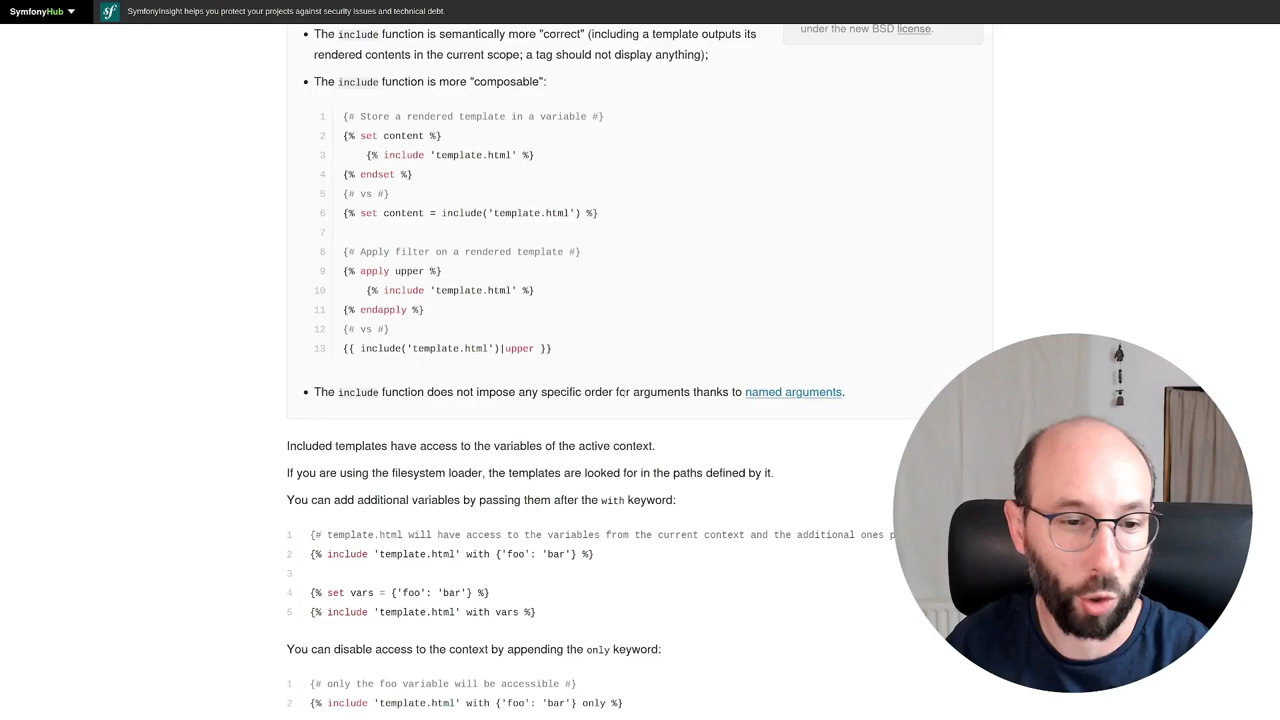 SymfonyHub
SymfonyInsight helps you protect your projects against security issues and technical debt.
The include function is semantically more "correct" (including a template outputs its
rendered contents in the current scope; a tag should not display anything);
under the new BSD license.
The include function is more "composable":
1 {# Store a rendered template in a variable #}
2 {% set content %}
3 {% include 'template.html' %}
4 {% endset %}
5 {# vs #}
6 {% set content = include('template.html') %}
7
8 {# Apply filter on a rendered template #}
9 {% apply upper %}
10 {% include 'template.html' %}
11 {% endapply %}
12 {# vs #}
13 {{ include('template.html')|upper }}
The include function does not impose any specific order for arguments thanks to named arguments.
Included templates have access to the variables of the active context.
If you are using the filesystem loader, the templates are looked for in the paths defined by it.
You can add additional variables by passing them after the with keyword:
1 {# template.html will have access to the variables from the current context and the additional ones p
2 {% include 'template.html' with {'foo': 'bar'} %}
3
4 {% set vars = {'foo': 'bar'} %}
5 {% include 'template.html' with vars %}
You can disable access to the context by appending the only keyword:
1 {# only the foo variable will be accessible #}
2 {% include 'template.html' with {'foo': 'bar'} only %}